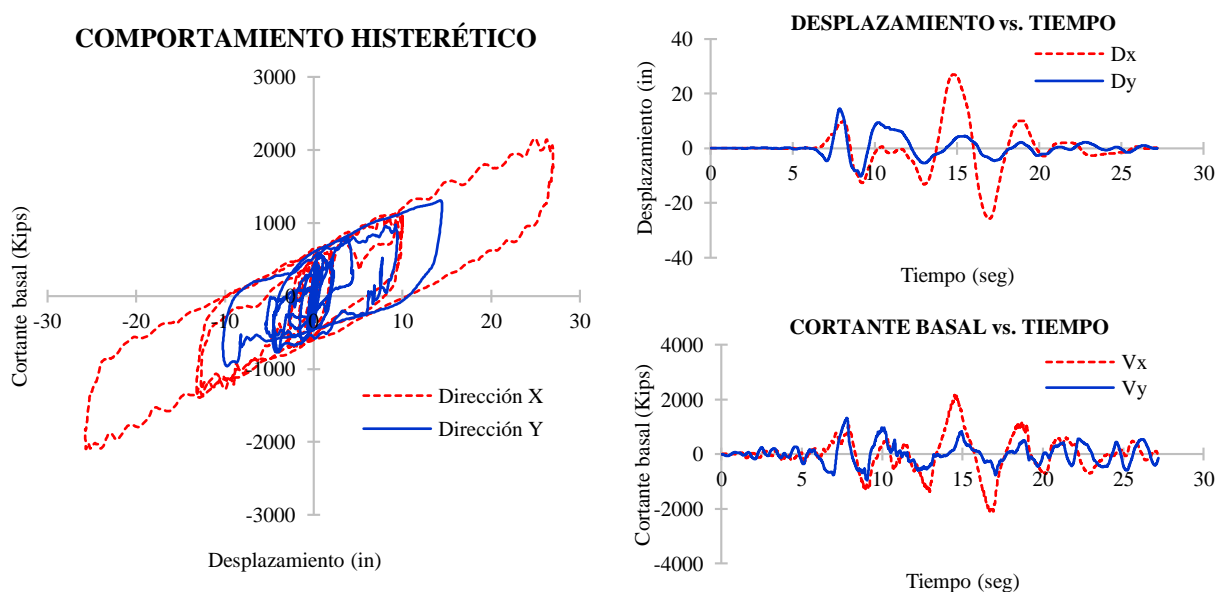 COMPORTAMIENTO HISTERÉTICO
3000
2000
1000
0
-1000
-2000
-3000
-30
-20
-10
0
10
20
30
Cortante basal (Kips)
Desplazamiento (in)
Dirección X
Dirección Y
DESPLAZAMIENTO vs. TIEMPO
40
20
0
-20
-40
0
5
10
15
20
25
30
Desplazamiento (in)
Tiempo (seg)
Dx
Dy
CORTANTE BASAL vs. TIEMPO
4000
2000
0
-2000
-4000
0
5
10
15
20
25
30
Cortante basal (Kips)
Tiempo (seg)
Vx
Vy